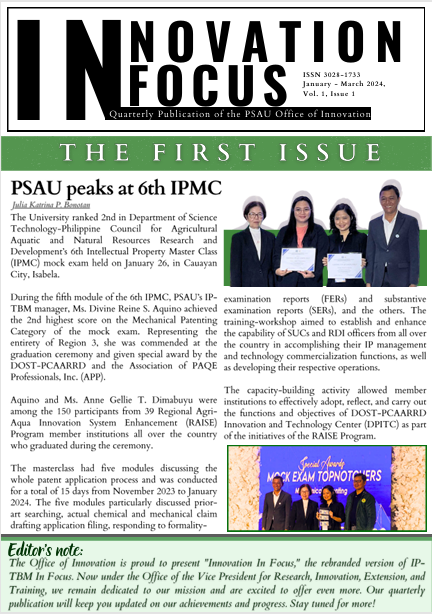 INNOVATION
FOCUS
ISSN 3028-1733
January - March 2024,
Vol. 1, Issue 1
Quarterly Publication of the PSAU Office of Innovation
THE FIRST ISSUE
PSAU peaks at 6th IPMC
Julia Katrina P. Bonotan
The University ranked 2nd in Department of Science
Technology-Philippine Council for Agricultural
Aquatic and Natural Resources Research and
Development's 6th Intellectual Property Master Class
(IPMC) mock exam held on January 26, in Cauayan
City, Isabela.
During the fifth module of the 6th IPMC, PSAU's IP-
TBM manager, Ms. Divine Reine S. Aquino achieved
the 2nd highest score on the Mechanical Patenting
Category of the mock exam. Representing the
entirety of Region 3, she was commended at the
graduation ceremony and given special award by the
DOST-PCAARRD and the Association of PAQE
Professionals, Inc. (APP).
Aquino and Ms. Anne Gellie T. Dimabuyu were
among the 150 participants from 39 Regional Agri-
Aqua Innovation System Enhancement (RAISE)
Program member institutions all over the country
who graduated during the ceremony.
The masterclass had five modules discussing the
whole patent application process and was conducted
for a total of 15 days from November 2023 to January
2024. The five modules particularly discussed prior-
art searching, actual chemical and mechanical claim
drafting application filing, responding to formality-
examination reports (FERs) and substantive
examination reports (SERs), and the others. The
training-workshop aimed to establish and enhance
the capability of SUCs and RDI officers from all over
the country in accomplishing their IP management
and technology commercialization functions, as well
as developing their respective operations.
The capacity-building activity allowed member
institutions to effectively adopt, reflect, and carry out
the functions and objectives of DOST-PCAARRD
Innovation and Technology Center (DPITC) as part
of the initiatives of the RAISE Program.
Special Awards
MOCK EXAM TOPNOTCHERS
Editor's note:
The Office of Innovation is proud to present "Innovation In Focus," the rebranded version of IP-
TBM In Focus. Now under the Office of the Vice President for Research, Innovation, Extension, and
Training, we remain dedicated to our mission and are excited to offer even more. Our quarterly
publication will keep you updated on our achievements and progress. Stay tuned for more!